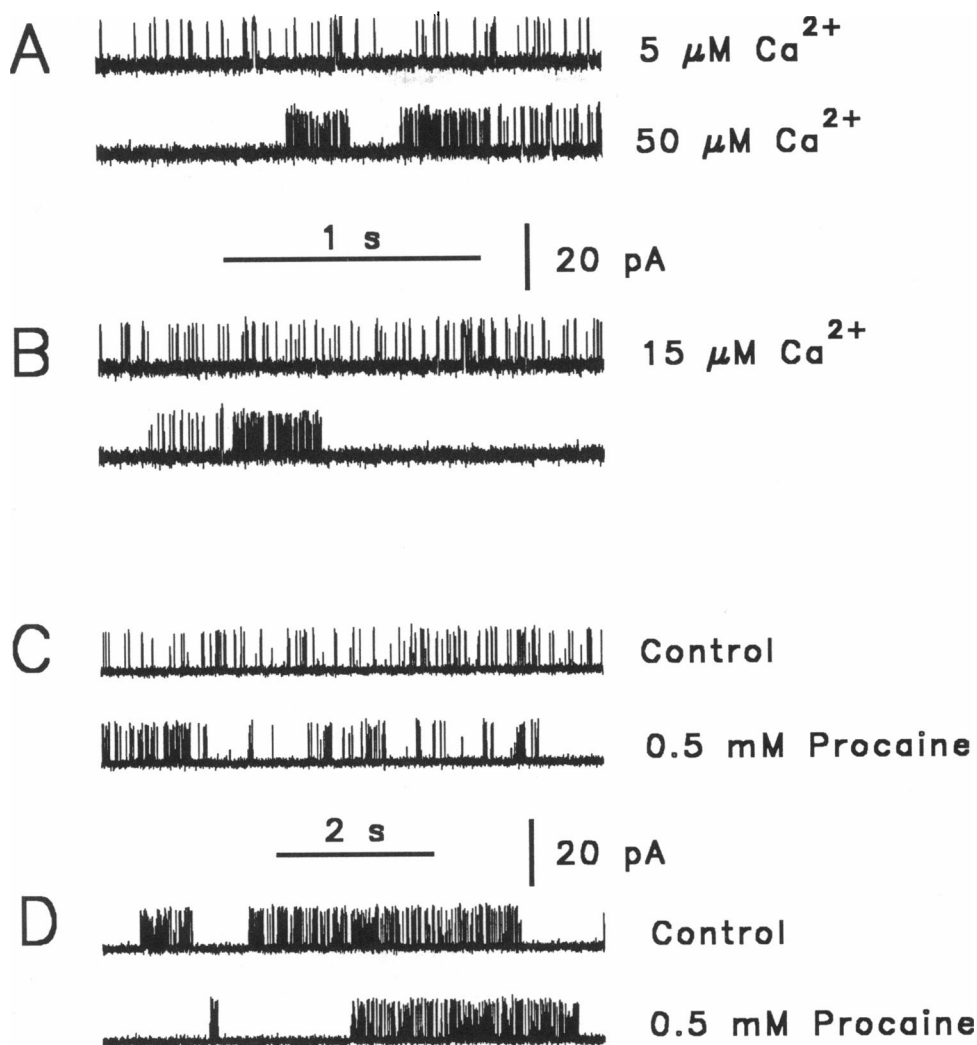 A
5 μM Ca²⁺
50 μM Ca²⁺
1 s
20 pA
B
15 μM Ca²⁺
C
Control
0.5 mM Procaine
2 s
20 pA
D
Control
0.5 mM Procaine